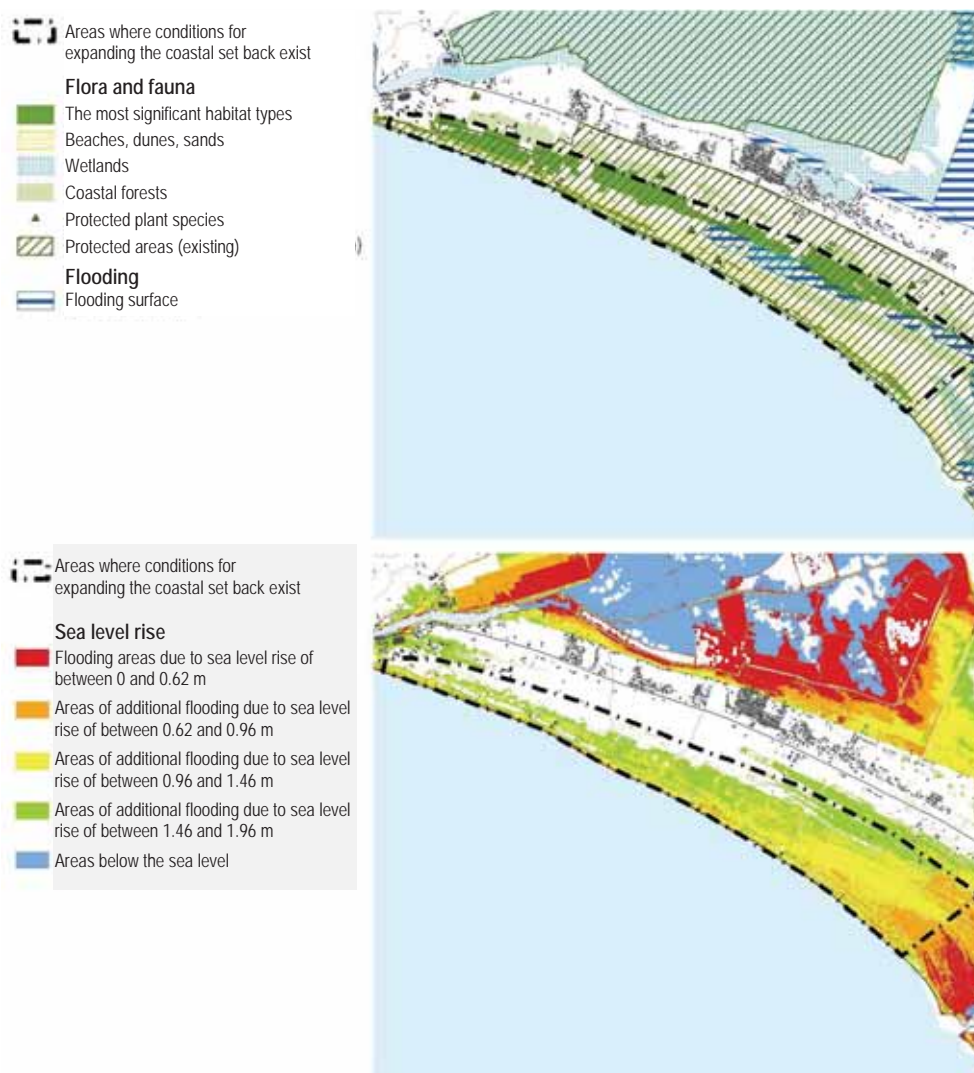 Areas where conditions for
expanding the coastal set back exist
Flora and fauna
The most significant habitat types
Beaches, dunes, sands
Wetlands
Coastal forests
Protected plant species
Protected areas (existing)
)
Flooding
Flooding surface
Areas where conditions for
expanding the coastal set back exist
Sea level rise
Flooding areas due to sea level rise of
between 0 and 0.62 m
Areas of additional flooding due to sea level
rise of between 0.62 and 0.96 m
Areas of additional flooding due to sea level
rise of between 0.96 and 1.46 m
Areas of additional flooding due to sea level
rise of between 1.46 and 1.96 m
Areas below the sea level